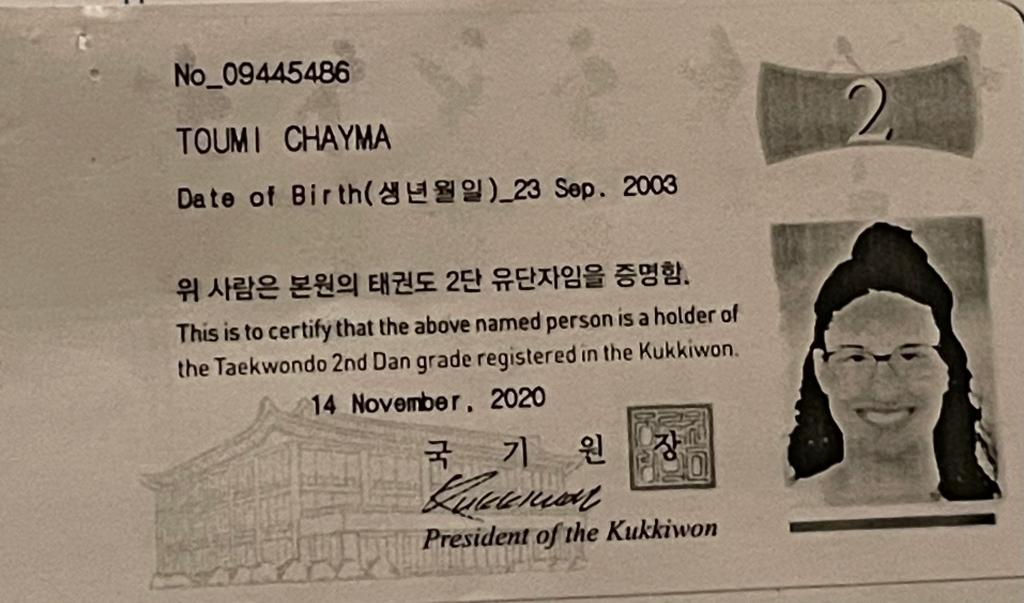 No_09445486
2
TOUMI CHAYMA
Date of Birth(생년월일)_23 Sep. 2003
위 사람은 본원의 태권도 2단 유단자임을 증명함.
This is to certify that the above named person is a holder of
the Taekwondo 2nd Dan grade registered in the Kukkiwon.
14 November, 2020
국 기 원 장
Kukkiwon
President of the Kukkiwon